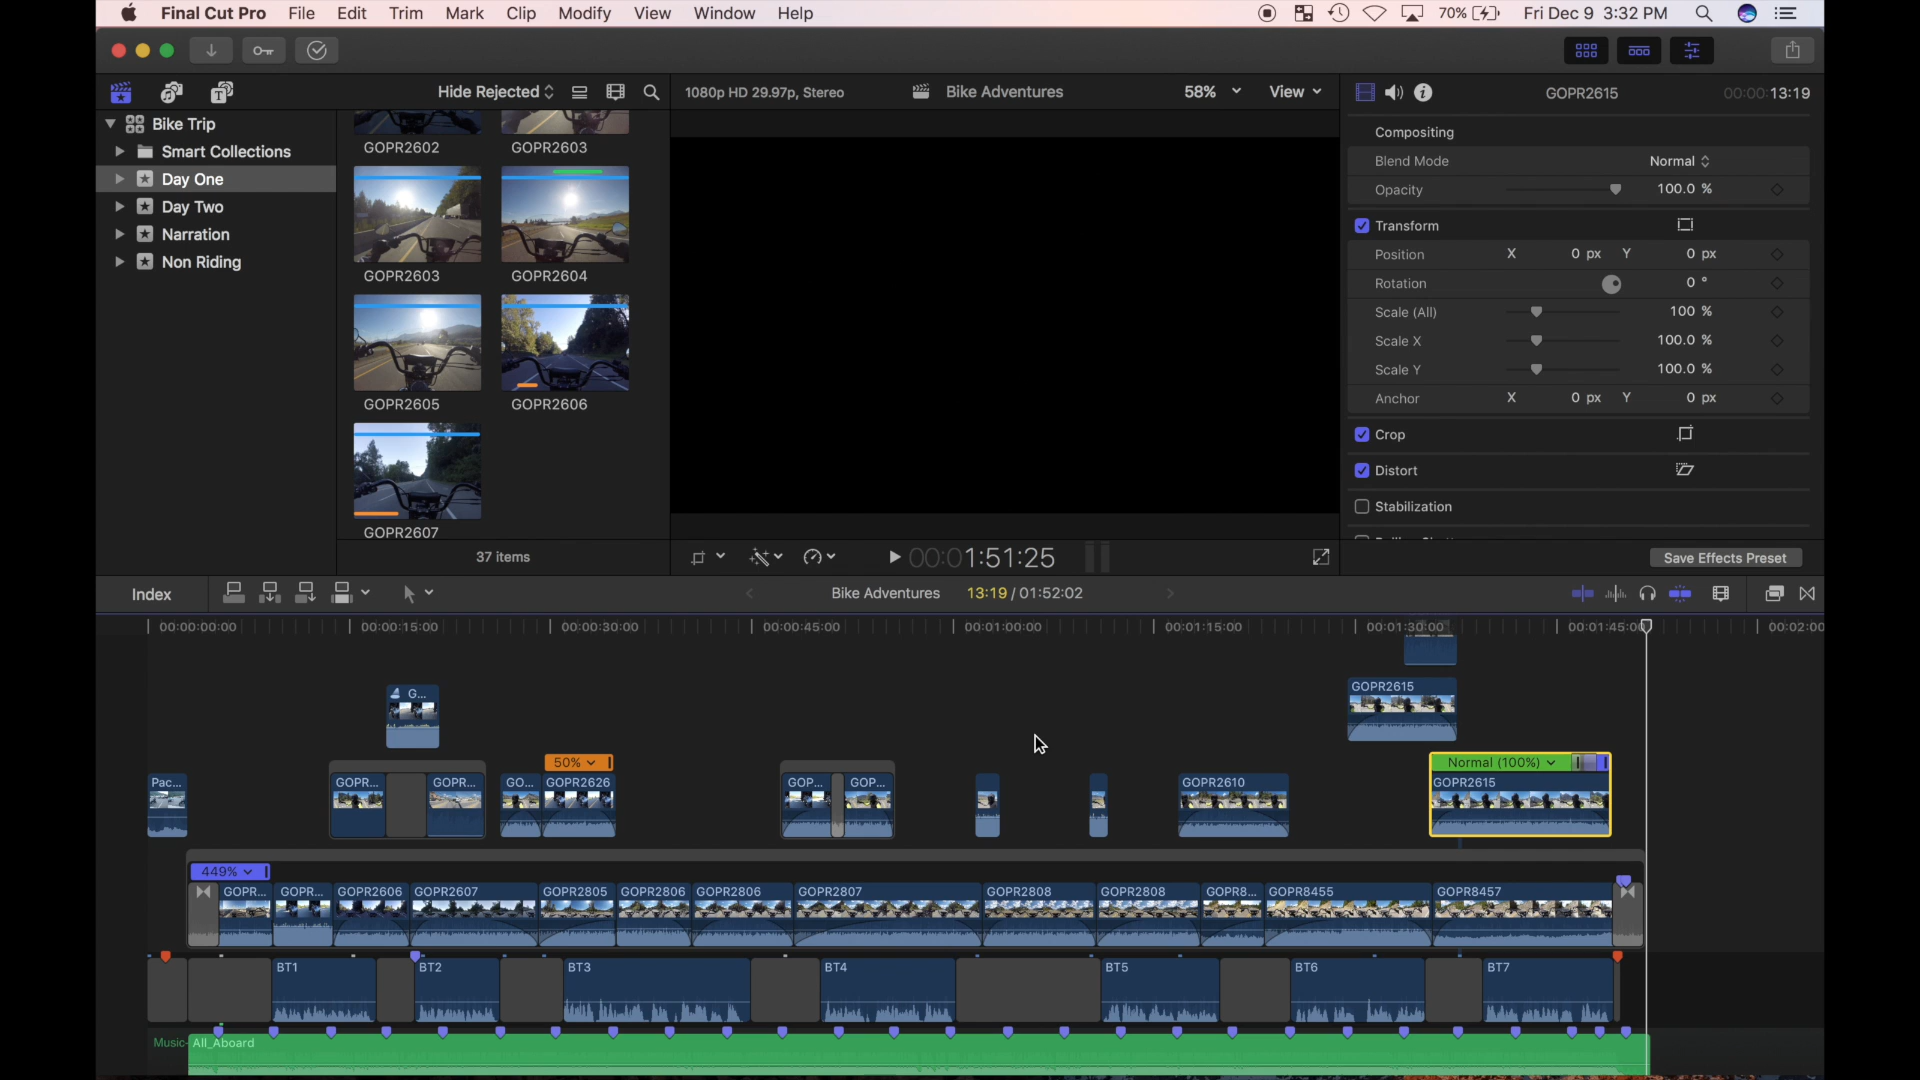 Final Cut Pro File Edit Trim Mark Clip Modify View Window Help 70% Fri Dec 9 3:32 PM
Hide Rejected 1080p HD 29.97p, Stereo Bike Adventures 58% View GOPR2615 00:00:13:19
Bike Trip
Smart Collections
Day One
Day Two
Narration
Non Riding
GOPR2602 GOPR2603
GOPR2603 GOPR2604
GOPR2605 GOPR2606
GOPR2607
37 items
00:00 1:51:25
Compositing
Blend Mode Normal
Opacity 100.0 %
Transform
Position X 0 px Y 0 px
Rotation 0 °
Scale (All) 100 %
Scale X 100.0 %
Scale Y 100.0 %
Anchor X 0 px Y 0 px
Crop
Distort
Stabilization
Save Effects Preset
Index Bike Adventures 13:19 / 01:52:02
00:00:00:00 00:00:15:00 00:00:30:00 00:00:45:00 00:01:00:00 00:01:15:00 00:01:30:00 00:01:45:00 00:02:00
G... GOPR2615
50% Normal (100%)
Pac... GOPR... GOPR... GO... GOPR2626 GOP... GOP... GOPR2610 GOPR2615
449%
GOPR... GOPR... GOPR2606 GOPR2607 GOPR2805 GOPR2806 GOPR2806 GOPR2807 GOPR2808 GOPR2808 GOPR8... GOPR8455 GOPR8457
BT1 BT2 BT3 BT4 BT5 BT6 BT7
Music- All_Aboard